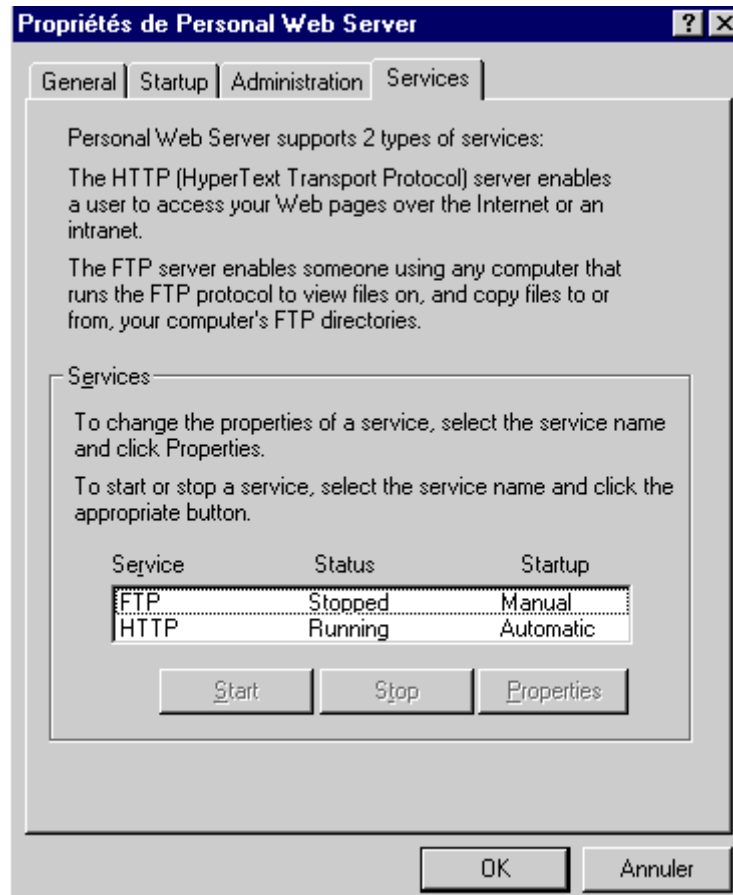 Propriétés de Personal Web Server
General Startup Administration Services
Personal Web Server supports 2 types of services:
The HTTP (HyperText Transport Protocol) server enables
a user to access your Web pages over the Internet or an
intranet.
The FTP server enables someone using any computer that
runs the FTP protocol to view files on, and copy files to or
from, your computer's FTP directories.
Services
To change the properties of a service, select the service name
and click Properties.
To start or stop a service, select the service name and click the
appropriate button.
Service Status Startup
FTP Stopped Manual
HTTP Running Automatic
Start Stop Properties
OK Annuler